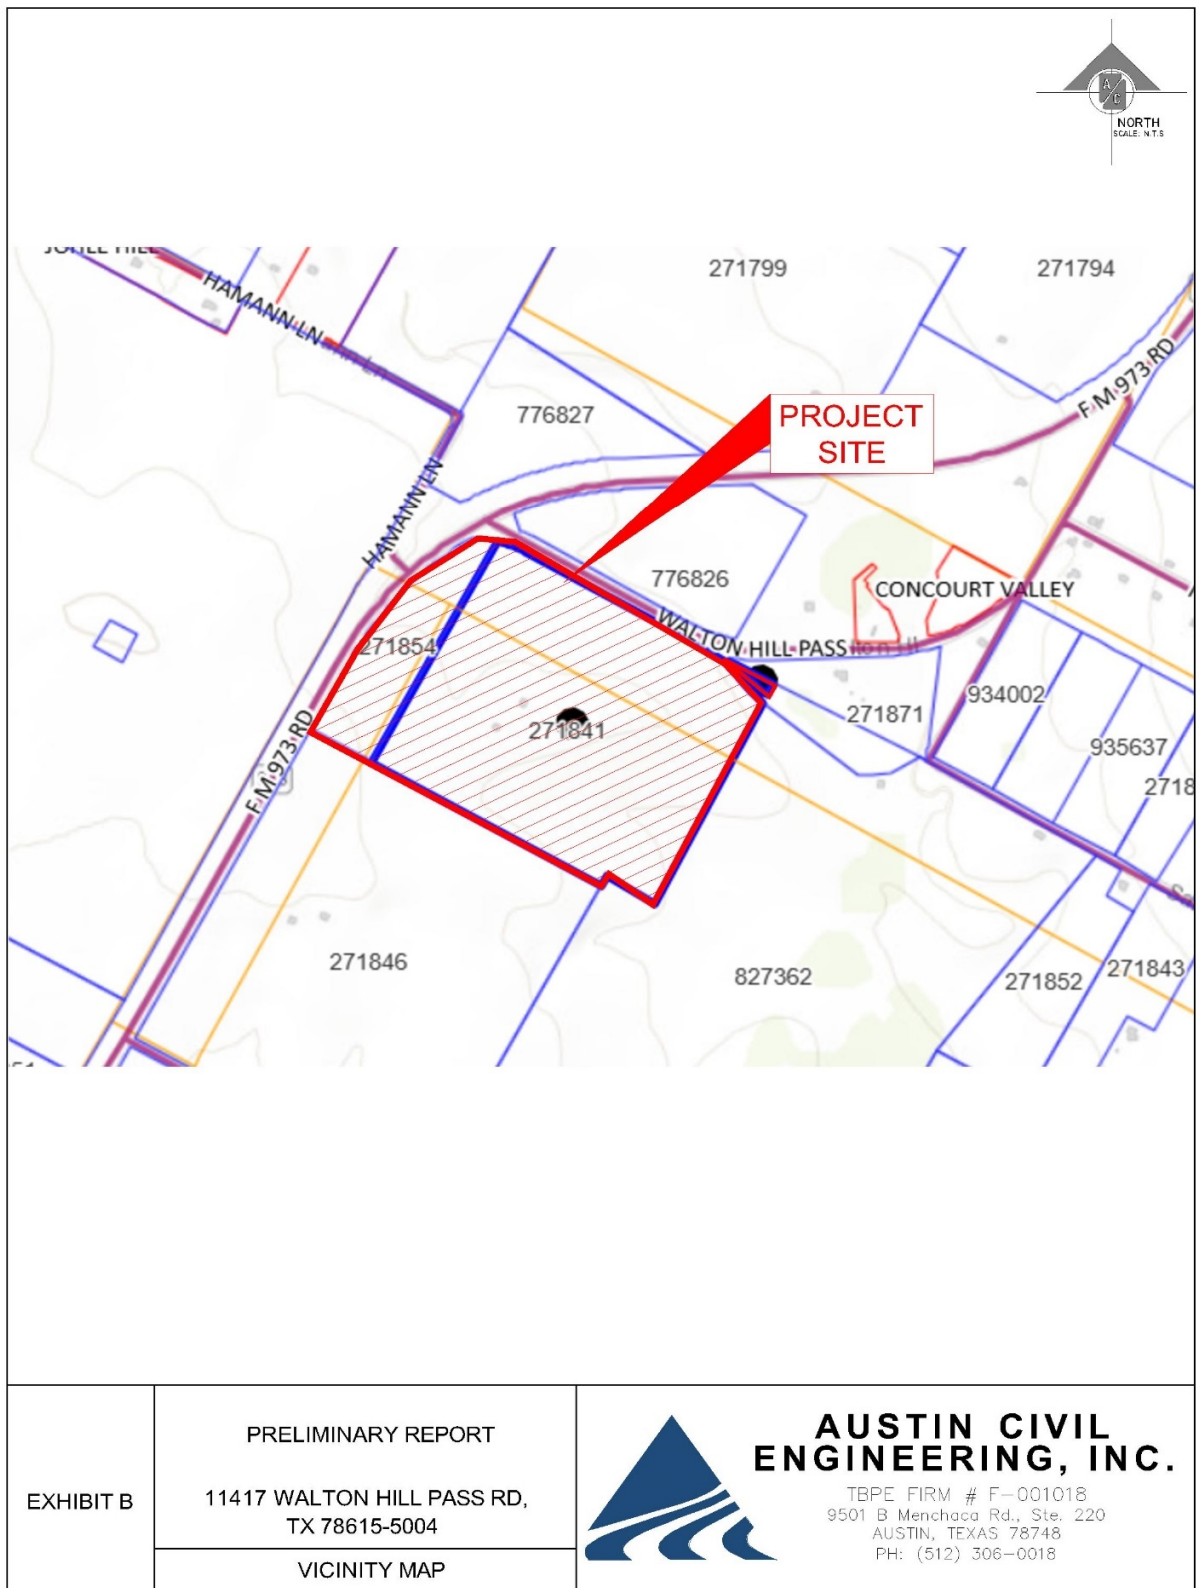 NORTH
SCALE: N.T.S
HAMANN LN
271799
271794
F M 973 RD
776827
PROJECT
SITE
HAMANN LN
776826
CONCOURT VALLEY
WALTON HILL PASS
271854
271841
271871
934002
935637
2718
F M 973 RD
271846
827362
271852
271843
EXHIBIT B
PRELIMINARY REPORT
11417 WALTON HILL PASS RD,
TX 78615-5004
VICINITY MAP
AUSTIN CIVIL
ENGINEERING, INC.
TBPE FIRM # F-001018
9501 B Menchaca Rd., Ste. 220
AUSTIN, TEXAS 78748
PH: (512) 306-0018